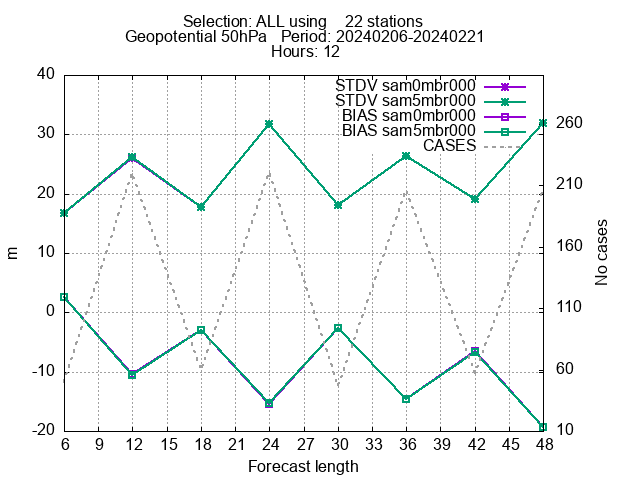 Selection: ALL using    22 stations
Geopotential 50hPa   Period: 20240206-20240221
Hours: 12
STDV sam0mbr000
STDV sam5mbr000
BIAS sam0mbr000
BIAS sam5mbr000
CASES
40
30
20
10
0
-10
-20
m
260
210
160
110
60
10
No cases
6 9 12 15 18 21 24 27 30 33 36 39 42 45 48
Forecast length